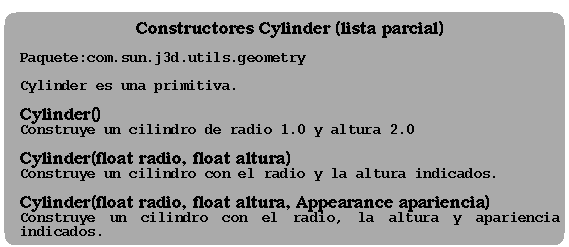 Constructores Cylinder (lista parcial)
Paquete:com.sun.j3d.utils.geometry
Cylinder es una primitiva.
Cylinder()
Construye un cilindro de radio 1.0 y altura 2.0
Cylinder(float radio, float altura)
Construye un cilindro con el radio y la altura indicados.
Cylinder(float radio, float altura, Appearance apariencia)
Construye un cilindro con el radio, la altura y apariencia
indicados.